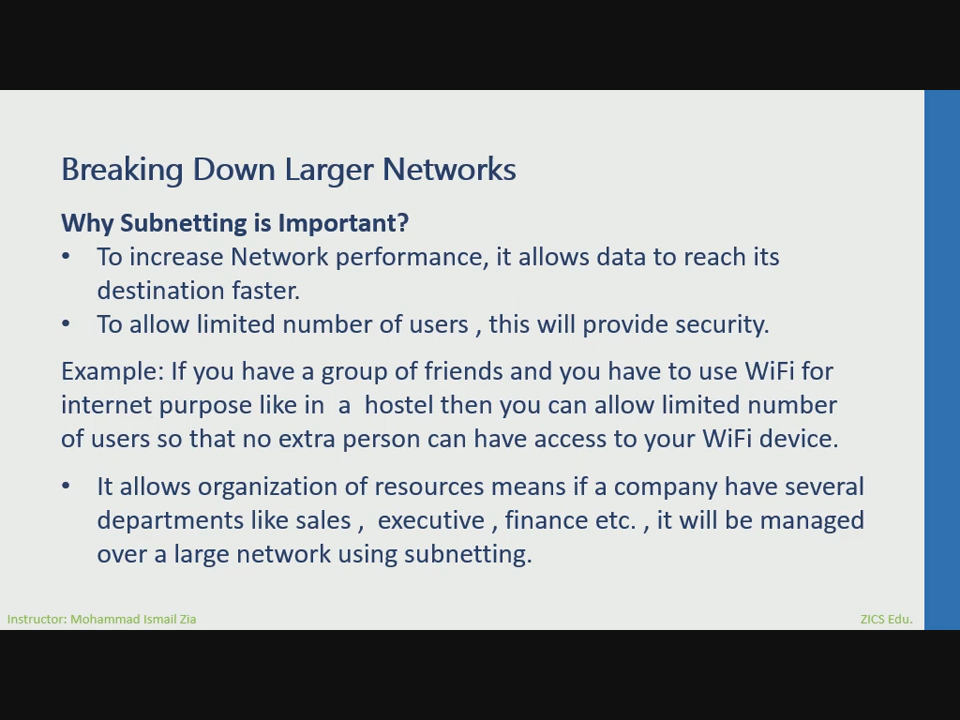 Breaking Down Larger Networks
Why Subnetting is Important?
• To increase Network performance, it allows data to reach its
destination faster.
• To allow limited number of users , this will provide security.
Example: If you have a group of friends and you have to use WiFi for
internet purpose like in  a  hostel then you can allow limited number
of users so that no extra person can have access to your WiFi device.
• It allows organization of resources means if a company have several
departments like sales ,  executive , finance etc. , it will be managed
over a large network using subnetting.
Instructor: Mohammad Ismail Zia
ZICS Edu.